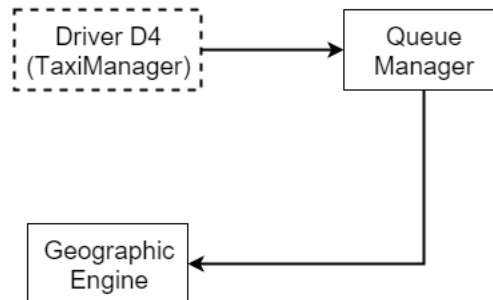 Driver D4
(TaxiManager)
Queue
Manager
Geographic
Engine